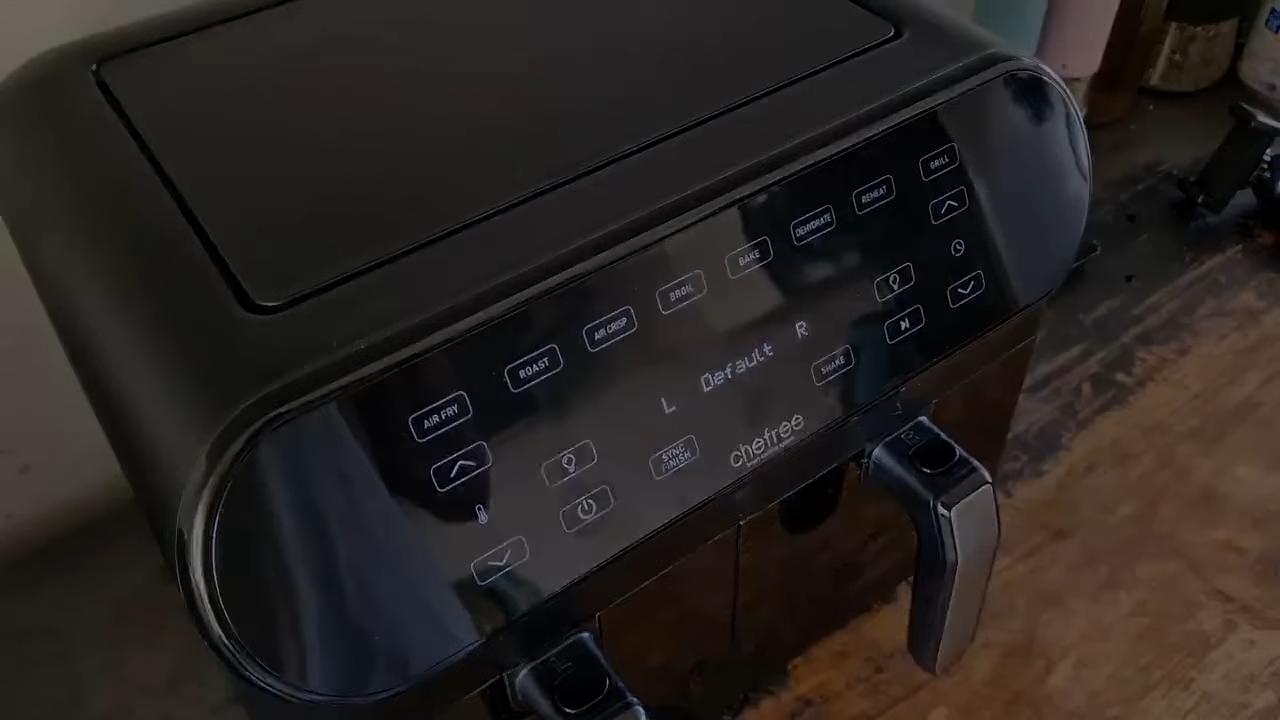 AIR FRY
ROAST
AIR CRISP
BROIL
BAKE
DEHYDRATE
REHEAT
GRILL
L
Default
R
SHAKE
SYNC
FINISH
chefree
R
L